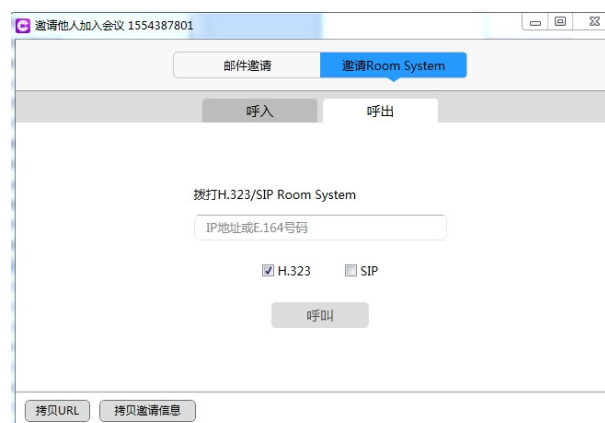 邀请他人加入会议 1554387801
邮件邀请 邀请Room System
呼入 呼出
拨打H.323/SIP Room System
IP地址或E.164号码
H.323 SIP
呼叫
拷贝URL 拷贝邀请信息